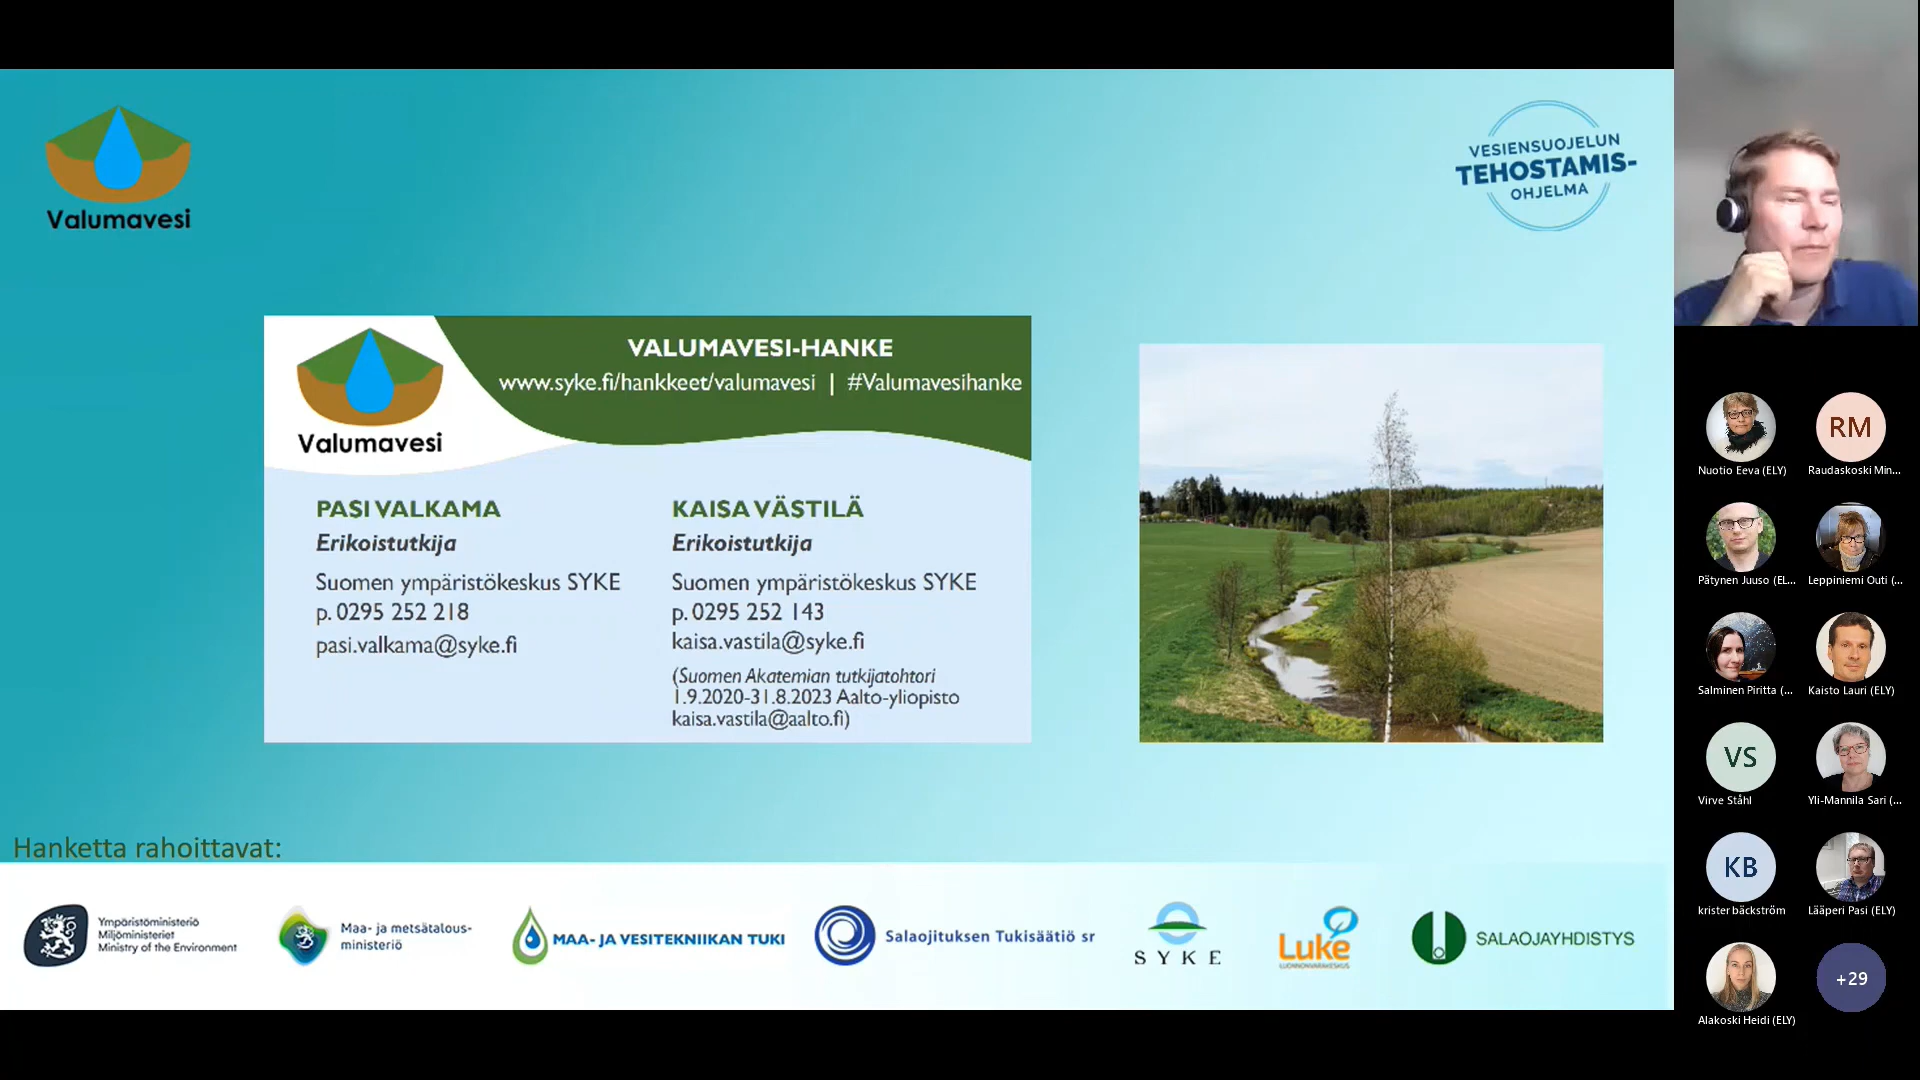 Valumavesi
VESIENSUOJELUN
TEHOSTAMIS-
OHJELMA
VALUMAVESI-HANKE
www.syke.fi/hankkeet/valumavesi | #Valumavesihanke
Valumavesi
PASI VALKAMA
Erikoistutkija
Suomen ympäristökeskus SYKE
p. 0295 252 218
pasi.valkama@syke.fi
KAISA VÄSTILÄ
Erikoistutkija
Suomen ympäristökeskus SYKE
p. 0295 252 143
kaisa.vastila@syke.fi
(Suomen Akatemian tutkijatohtori
1.9.2020-31.8.2023 Aalto-yliopisto
kaisa.vastila@aalto.fi)
Hanketta rahoittavat:
Ympäristöministeriö
Miljöministeriet
Ministry of the Environment
Maa- ja metsätalous-
ministeriö
MAA- JA VESITEKNIIKAN TUKI
Salaojituksen Tukisäätiö sr
SYKE
Luke
LUONNONVARAKESKUS
SALAOJAYHDISTYS
Nuotio Eeva (ELY)
RM
Raudaskoski Min...
Pätynen Juuso (EL...
Leppiniemi Outi (...
Salminen Piritta (...
Kaisto Lauri (ELY)
VS
Virve Ståhl
Yli-Mannila Sari (...
KB
krister bäckström
Lääperi Pasi (ELY)
Alakoski Heidi (ELY)
+29